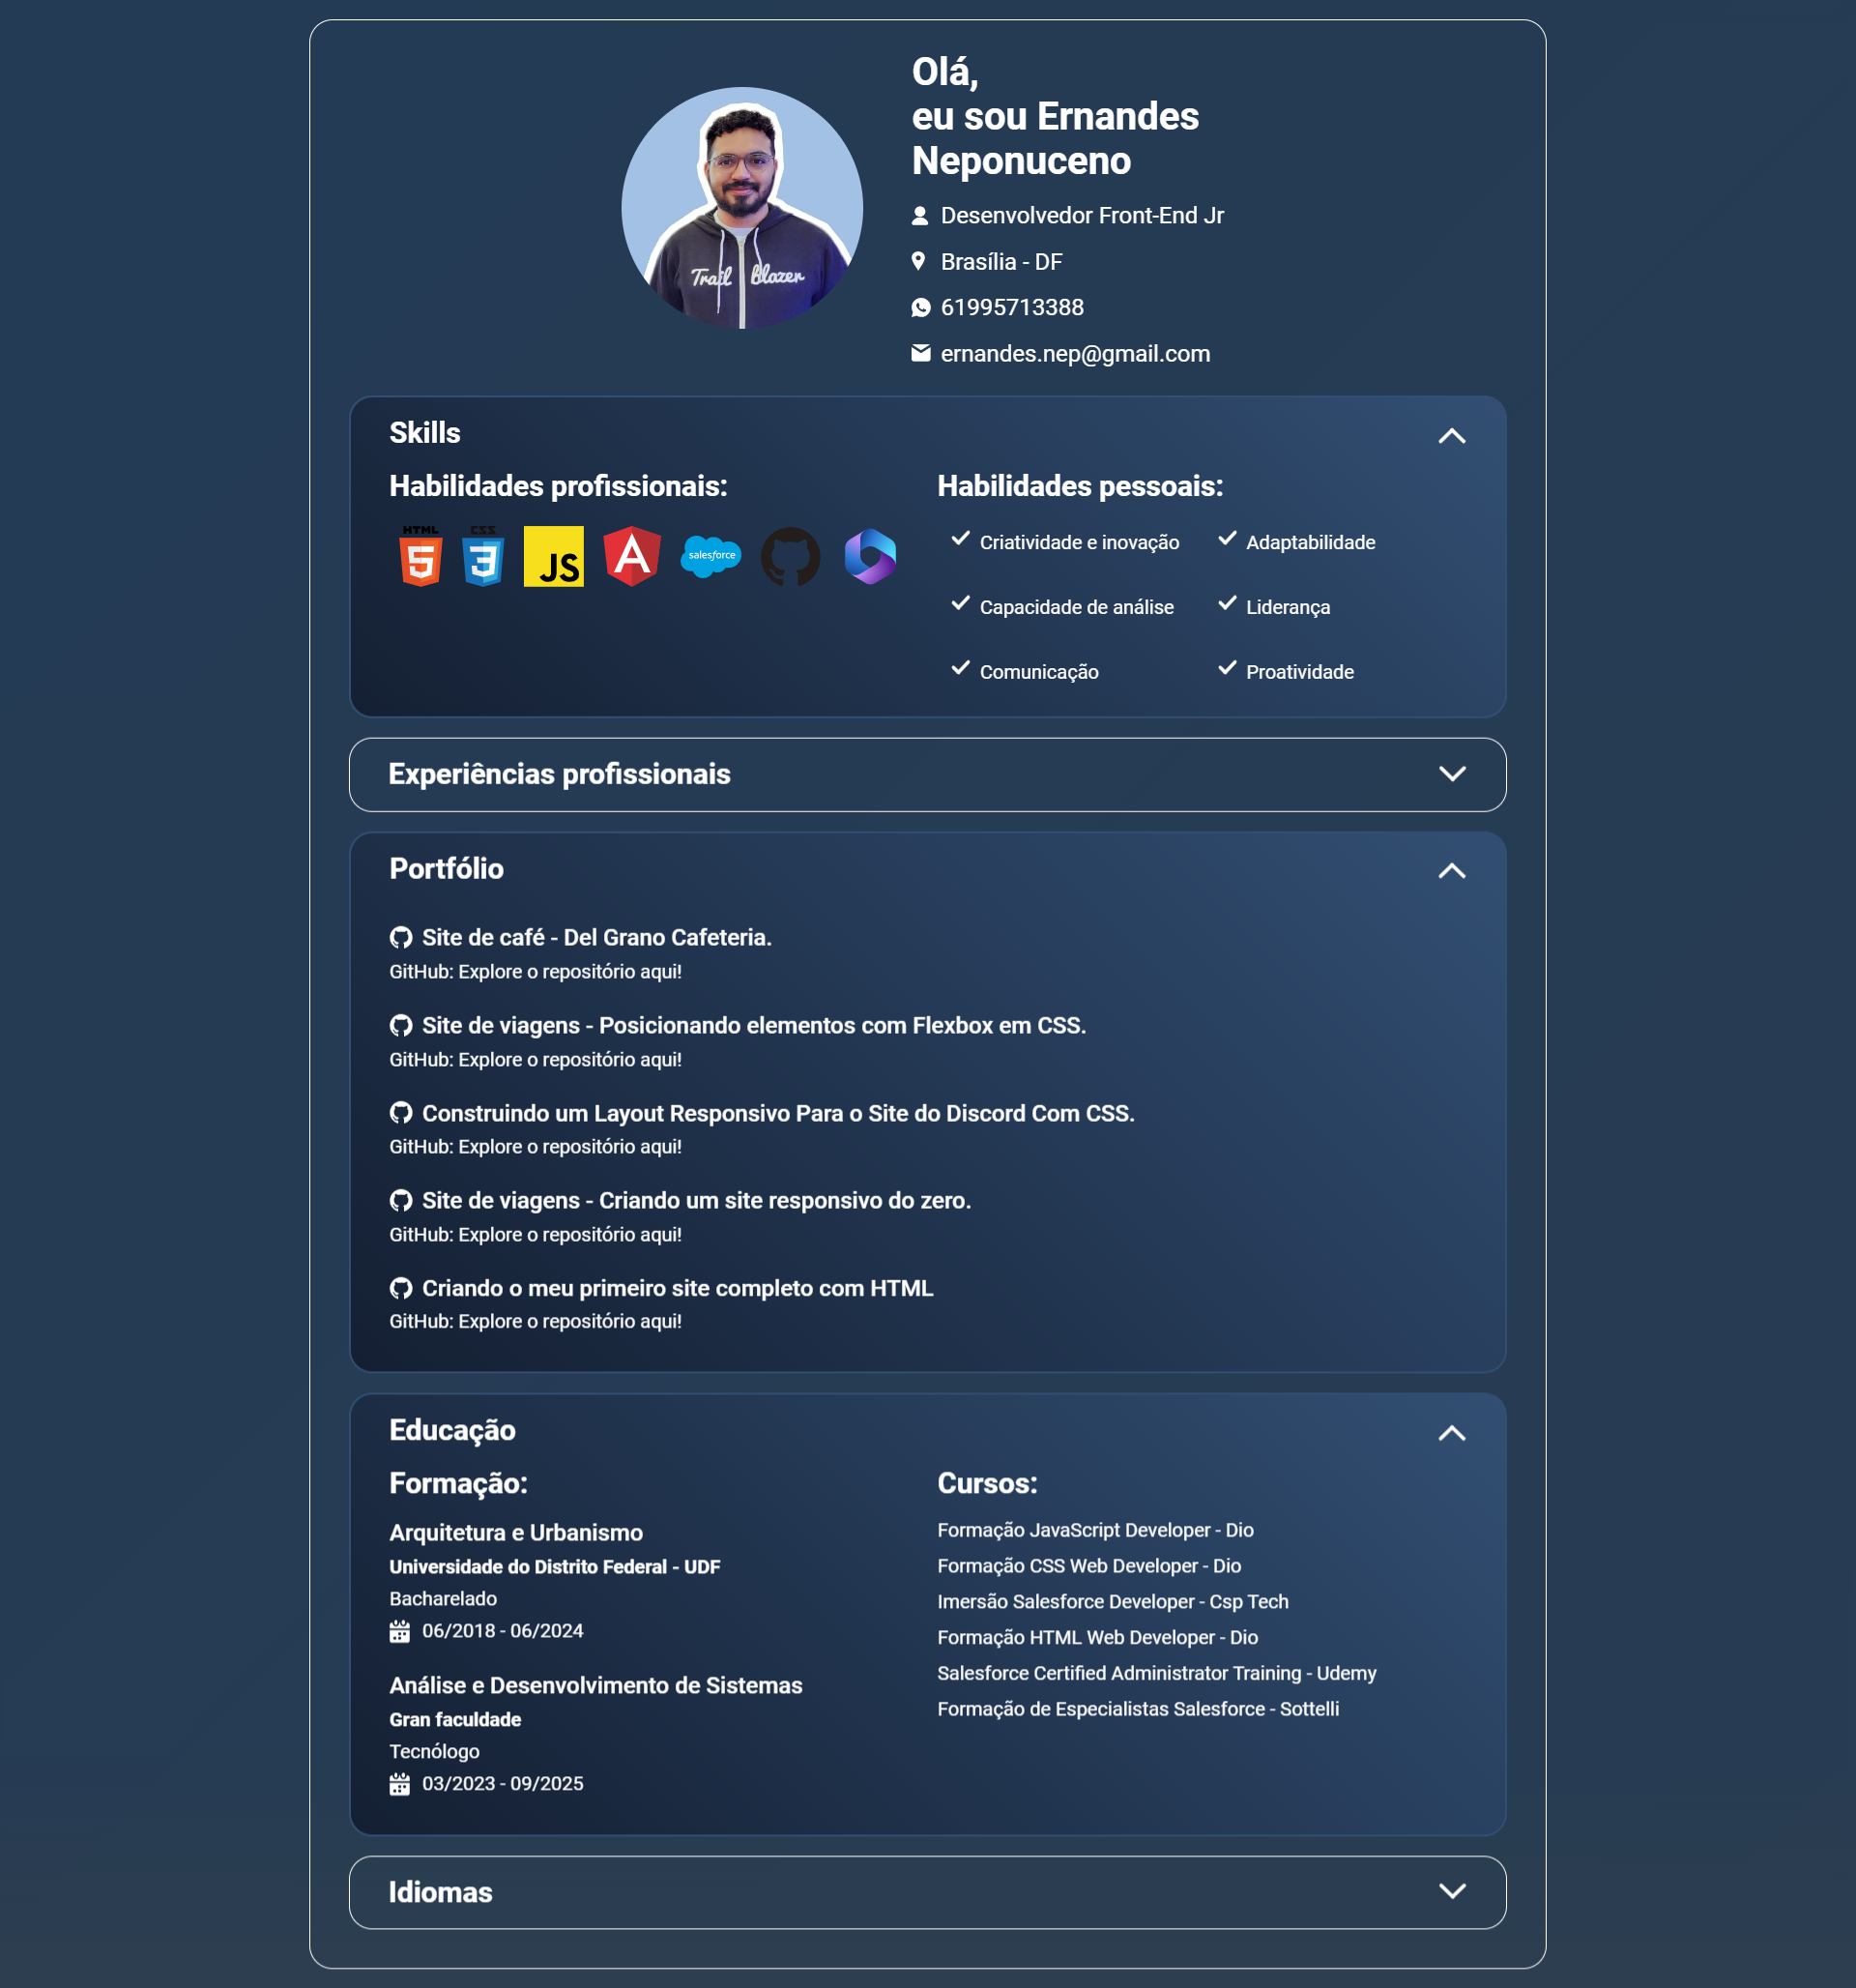 Olá,
eu sou Ernandes
Neponuceno
Desenvolvedor Front-End Jr
Brasília - DF
61995713388
ernandes.nep@gmail.com
Trail Blazer
Skills
Habilidades profissionais:
HTML
5
CSS
3
JS
A
salesforce
Habilidades pessoais:
Criatividade e inovação
Adaptabilidade
Capacidade de análise
Liderança
Comunicação
Proatividade
Experiências profissionais
Portfólio
Site de café - Del Grano Cafeteria.
GitHub: Explore o repositório aqui!
Site de viagens - Posicionando elementos com Flexbox em CSS.
GitHub: Explore o repositório aqui!
Construindo um Layout Responsivo Para o Site do Discord Com CSS.
GitHub: Explore o repositório aqui!
Site de viagens - Criando um site responsivo do zero.
GitHub: Explore o repositório aqui!
Criando o meu primeiro site completo com HTML
GitHub: Explore o repositório aqui!
Educação
Formação:
Arquitetura e Urbanismo
Universidade do Distrito Federal - UDF
Bacharelado
06/2018 - 06/2024
Análise e Desenvolvimento de Sistemas
Gran faculdade
Tecnólogo
03/2023 - 09/2025
Cursos:
Formação JavaScript Developer - Dio
Formação CSS Web Developer - Dio
Imersão Salesforce Developer - Csp Tech
Formação HTML Web Developer - Dio
Salesforce Certified Administrator Training - Udemy
Formação de Especialistas Salesforce - Sottelli
Idiomas